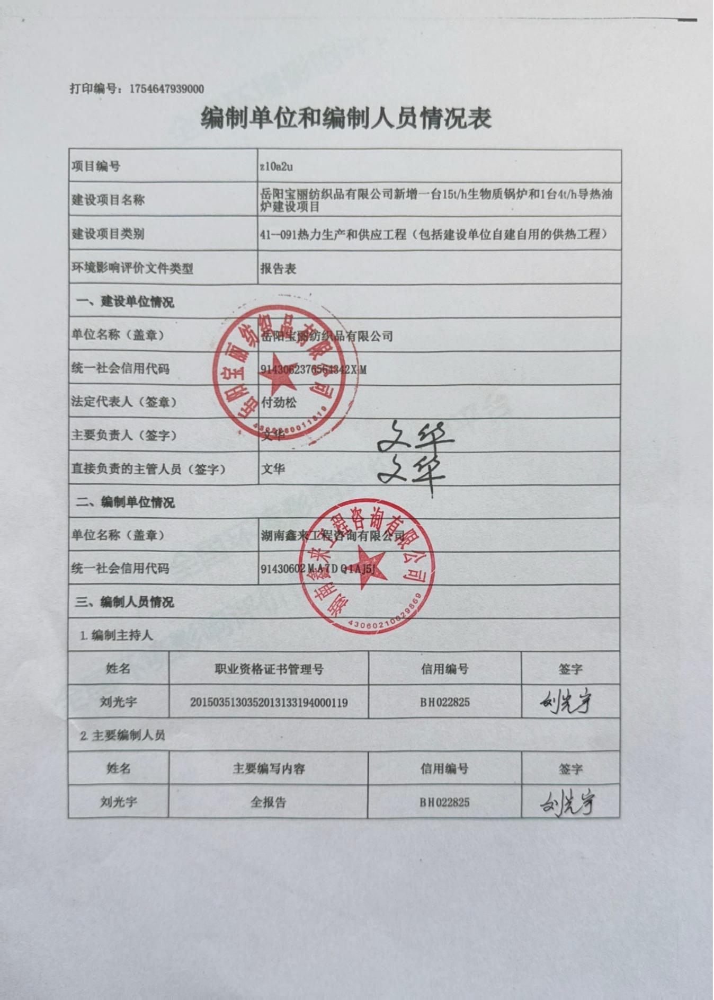 打印编号：1754647939000
编制单位和编制人员情况表
项目编号 z10a2u
建设项目名称 岳阳宝丽纺织品有限公司新增一台15t/h生物质锅炉和1台4t/h导热油
炉建设项目
建设项目类别 41--091热力生产和供应工程（包括建设单位自建自用的供热工程）
环境影响评价文件类型 报告表
一、建设单位情况
单位名称（盖章） 岳阳宝丽纺织品有限公司
统一社会信用代码 9143062376564342XM
法定代表人（签章） 付劲松
主要负责人（签字） 文华 文华
直接负责的主管人员（签字） 文华 文华
岳阳宝丽纺织品有限公司
二、编制单位情况
单位名称（盖章） 湖南鑫来工程咨询有限公司
统一社会信用代码 91430602MA7DQ1AJ5J
湖南鑫来工程咨询有限公司
43060210029869
三、编制人员情况
1.编制主持人
姓名 职业资格证书管理号 信用编号 签字
刘光宇 2015035130352013133194000119 BH022825 刘光宇
2.主要编制人员
姓名 主要编写内容 信用编号 签字
刘光宇 全报告 BH022825 刘光宇